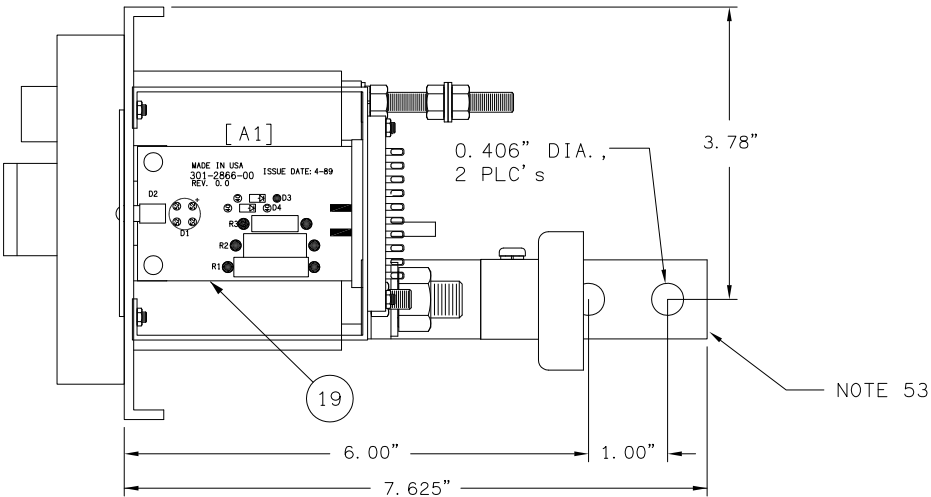 [A1]
3.78"
0.406" DIA.,
2 PLC's
MADE IN USA
301-2866-00
REV. 0.0
ISSUE DATE: 4-89
D2
+
D3
D4
D1
R3
R2
R1
NOTE 53
19
6.00"
1.00"
7.625"